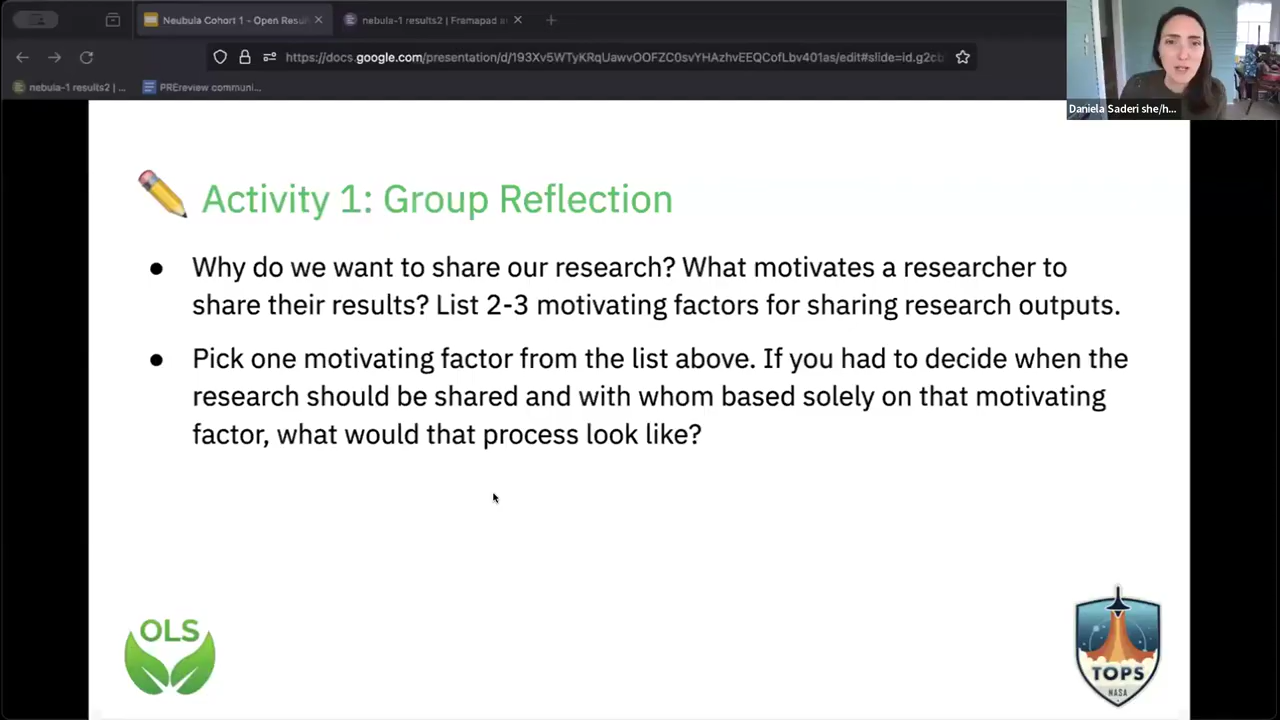 Neubula Cohort 1 - Open Resu
nebula-1 results2 | Framapad
https://docs.google.com/presentation/d/193Xv5WTyKRqUawvOOFZC0svYHAzhvEEQCofLbv401as/edit#slide=id.g2cb
nebula-1 results2 | ...
PREreview communi...
Daniela Saderi she/h...
Activity 1: Group Reflection
● Why do we want to share our research? What motivates a researcher to
share their results? List 2-3 motivating factors for sharing research outputs.
● Pick one motivating factor from the list above. If you had to decide when the
research should be shared and with whom based solely on that motivating
factor, what would that process look like?
OLS
TOPS
NASA